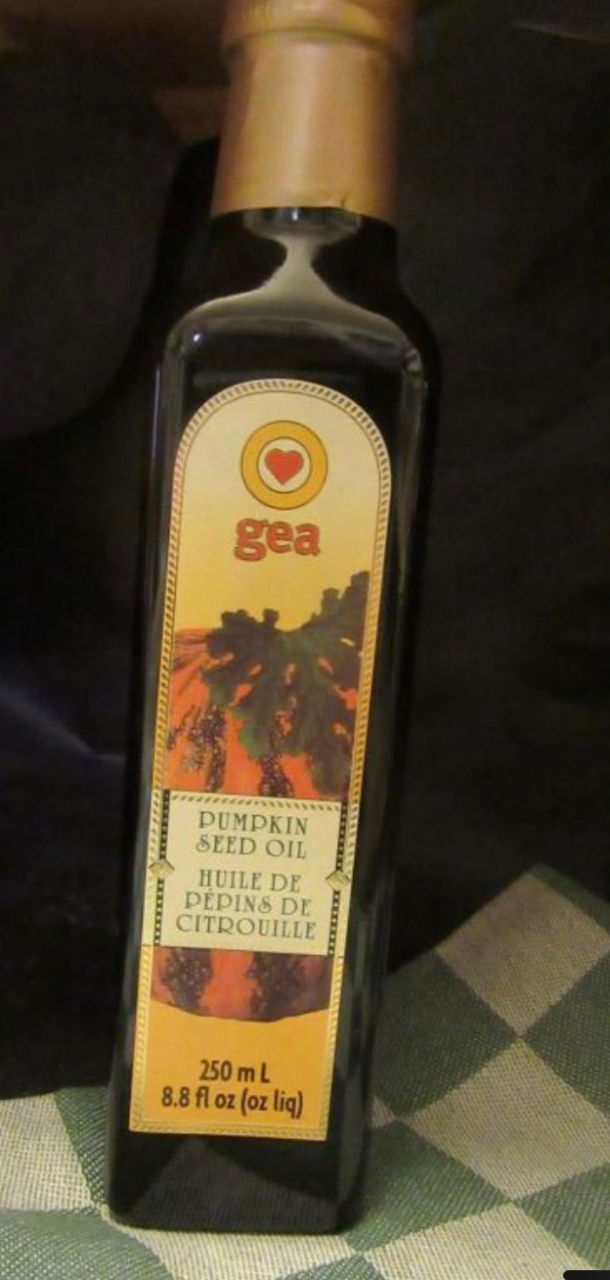 gea
PUMPKIN
SEED OIL
HUILE DE
PÉPINS DE
CITROUILLE
250 m L
8.8 fl oz (oz liq)